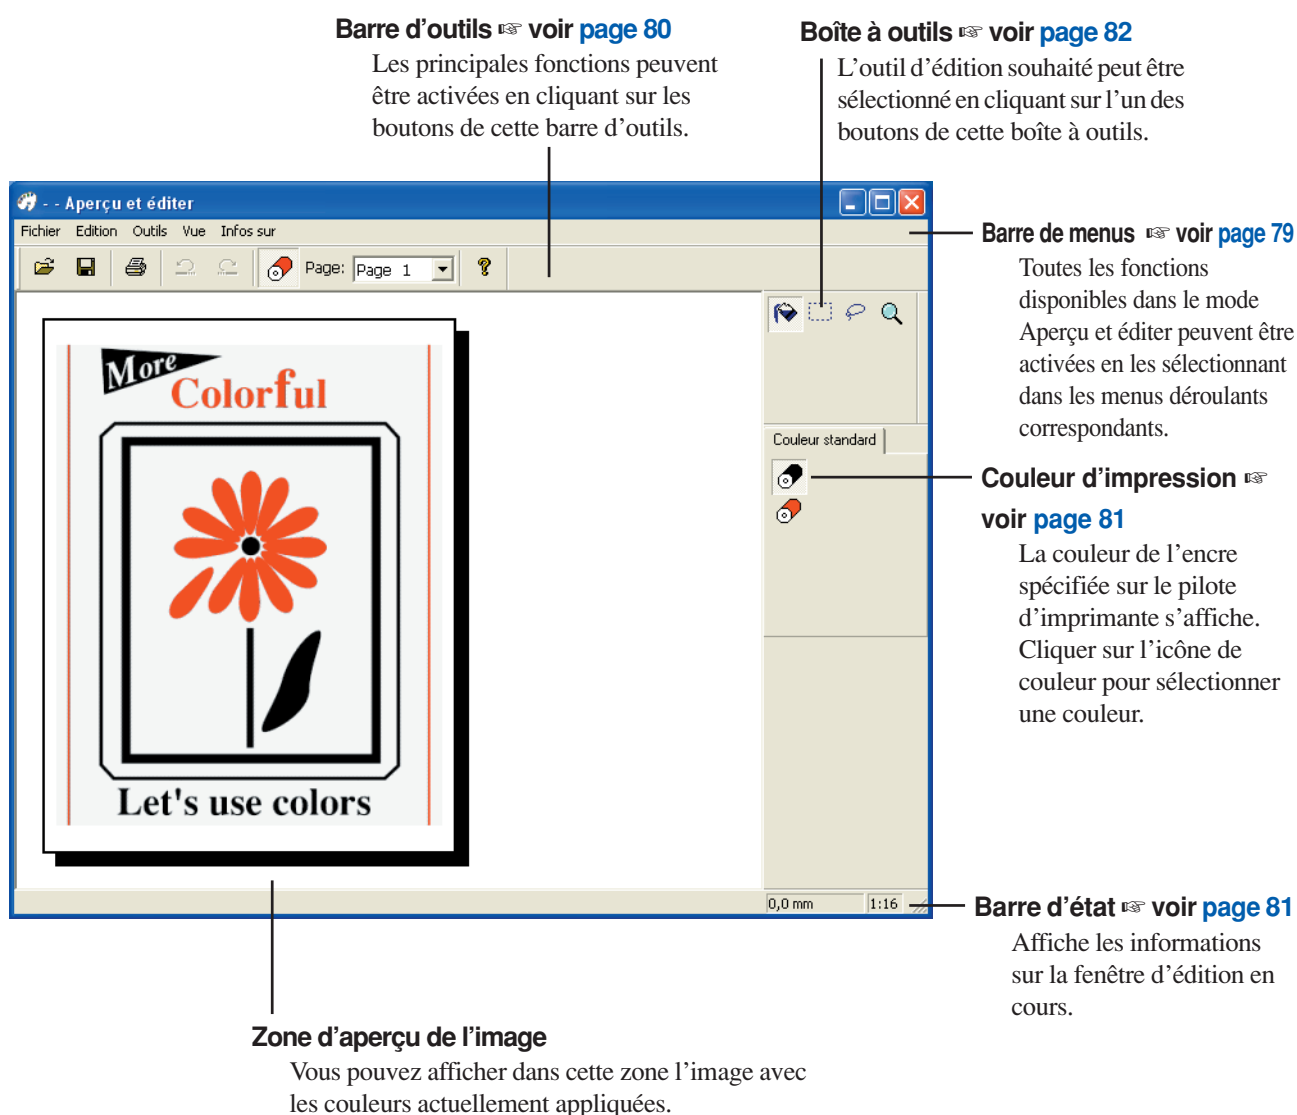 Barre d’outils ☞ voir page 80
Les principales fonctions peuvent
être activées en cliquant sur les
boutons de cette barre d’outils.
Boîte à outils ☞ voir page 82
L’outil d’édition souhaité peut être
sélectionné en cliquant sur l’un des
boutons de cette boîte à outils.
- - Aperçu et éditer
Fichier Edition Outils Vue Infos sur
Page: Page 1
More
Colorful
Let's use colors
Couleur standard
0,0 mm 1:16
Barre de menus ☞ voir page 79
Toutes les fonctions
disponibles dans le mode
Aperçu et éditer peuvent être
activées en les sélectionnant
dans les menus déroulants
correspondants.
Couleur d’impression ☞
voir page 81
La couleur de l’encre
spécifiée sur le pilote
d’imprimante s’affiche.
Cliquer sur l’icône de
couleur pour sélectionner
une couleur.
Barre d’état ☞ voir page 81
Affiche les informations
sur la fenêtre d’édition en
cours.
Zone d’aperçu de l’image
Vous pouvez afficher dans cette zone l’image avec
les couleurs actuellement appliquées.